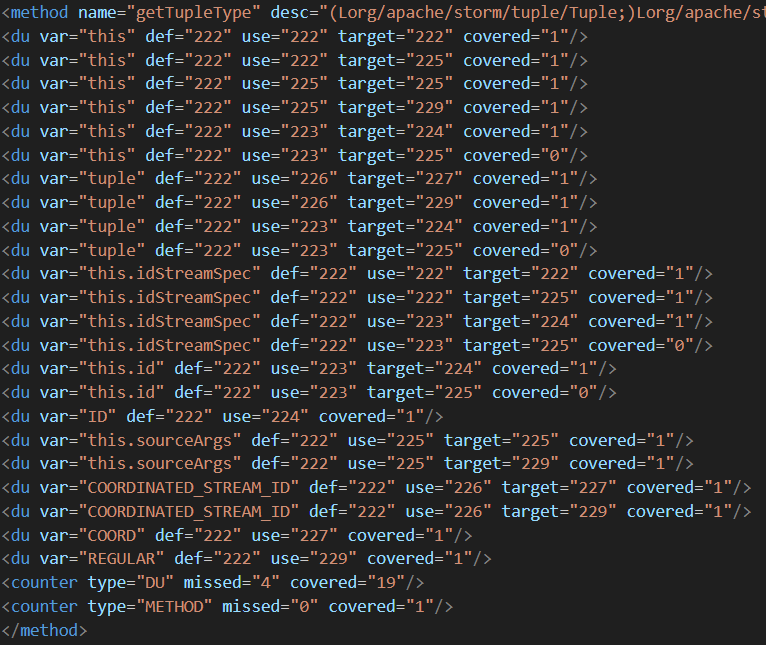 <method name="getTupleType" desc="(Lorg/apache/storm/tuple/Tuple;)Lorg/apache/st
<du var="this" def="222" use="222" target="222" covered="1"/>
<du var="this" def="222" use="222" target="225" covered="1"/>
<du var="this" def="222" use="225" target="225" covered="1"/>
<du var="this" def="222" use="225" target="229" covered="1"/>
<du var="this" def="222" use="223" target="224" covered="1"/>
<du var="this" def="222" use="223" target="225" covered="0"/>
<du var="tuple" def="222" use="226" target="227" covered="1"/>
<du var="tuple" def="222" use="226" target="229" covered="1"/>
<du var="tuple" def="222" use="223" target="224" covered="1"/>
<du var="tuple" def="222" use="223" target="225" covered="0"/>
<du var="this.idStreamSpec" def="222" use="222" target="222" covered="1"/>
<du var="this.idStreamSpec" def="222" use="222" target="225" covered="1"/>
<du var="this.idStreamSpec" def="222" use="223" target="224" covered="1"/>
<du var="this.idStreamSpec" def="222" use="223" target="225" covered="0"/>
<du var="this.id" def="222" use="223" target="224" covered="1"/>
<du var="this.id" def="222" use="223" target="225" covered="0"/>
<du var="ID" def="222" use="224" covered="1"/>
<du var="this.sourceArgs" def="222" use="225" target="225" covered="1"/>
<du var="this.sourceArgs" def="222" use="225" target="229" covered="1"/>
<du var="COORDINATED_STREAM_ID" def="222" use="226" target="227" covered="1"/>
<du var="COORDINATED_STREAM_ID" def="222" use="226" target="229" covered="1"/>
<du var="COORD" def="222" use="227" covered="1"/>
<du var="REGULAR" def="222" use="229" covered="1"/>
<counter type="DU" missed="4" covered="19"/>
<counter type="METHOD" missed="0" covered="1"/>
</method>